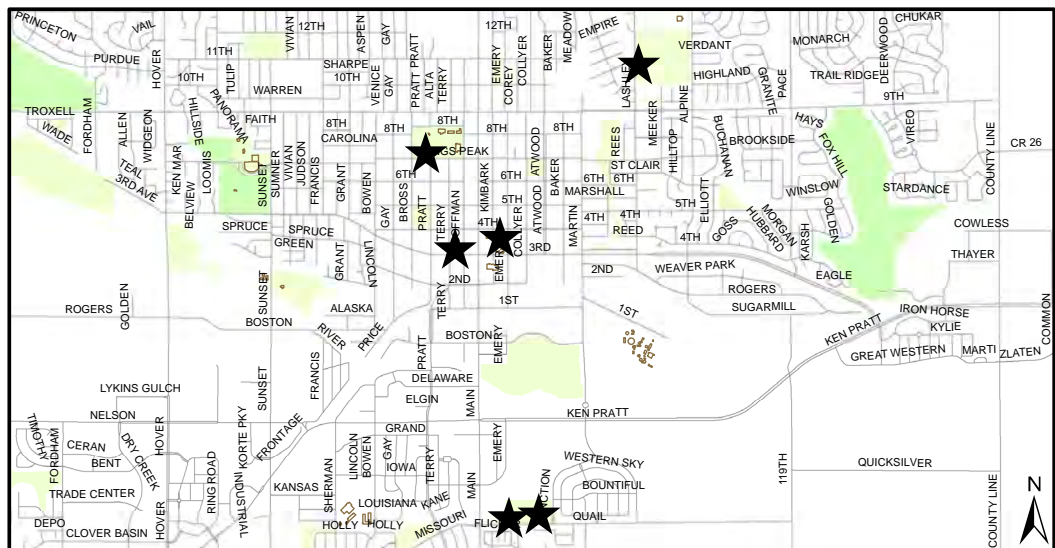 PRINCETON
VAIL
12TH
VIVIAN
ASPEN
GAY
12TH
MEADOW
EMPIRE
CHUKAR
PURDUE
HOVER
11TH
TULIP
SHARPE
PRATT
PRATT
EMERY
COREY
COLLYER
BAKER
VERDANT
MONARCH
DEERWOOD
10TH
10TH
VENICE
GAY
ALTA
TERRY
LASHLEY
HIGHLAND
GRANITE
PACE
TRAIL RIDGE
WARREN
TROXELL
9TH
WADE
FORDHAM
ALLEN
WIDGEON
HILLSIDE
PANORAMA
FAITH
8TH
8TH
8TH
8TH
8TH
CAROLINA
REES
MEEKER
ALPINE
HILLTOP
BUCHANAN
BROOKSIDE
HAYS
FOX HILL
VIREO
COUNTY LINE
CR 26
TEAL
3RD AVE
KEN MAR
BELVIEW
LOOMIS
SUNSET
SUMNER
VIVIAN
JUDSON
FRANCIS
GRANT
BOWEN
6TH
KIMBARK
6TH
ATWOOD
BAKER
ST CLAIR
6TH
6TH
MARSHALL
WINSLOW
STARDANCE
GAY
BROSS
PRATT
TERRY
5TH
4TH
COLLYER
ATWOOD
MARTIN
4TH
4TH
REED
5TH
ELLIOTT
4TH
GOSS
HUBBARD
MORGAN
KARSH
GOLDEN
COWLESS
SPRUCE
SPRUCE
GREEN
GRANT
LINCOLN
EMERY
3RD
THAYER
2ND
2ND
WEAVER PARK
EAGLE
SUNSET
ROGERS
SUGARMILL
ROGERS
GOLDEN
ALASKA
TERRY
1ST
1ST
IRON HORSE
COMMON
BOSTON
RIVER
PRICE
BOSTON
EMERY
KEN PRATT
KYLIE
GREAT WESTERN
MARTI
ZLATEN
FRANCIS
PRATT
DELAWARE
LYKINS GULCH
SUNSET
ELGIN
MAIN
NELSON
KEN PRATT
TIMOTHY
FORDHAM
CERAN
BENT
DRY CREEK
HOVER
KORTE PKY
FRONTAGE
GRAND
LINCOLN
BOWEN
GAY
IOWA
TERRY
EMERY
WESTERN SKY
119TH
QUICKSILVER
TRADE CENTER
RING ROAD
INDUSTRIAL
KANSAS
SHERMAN
LOUISIANA
KANE
MAIN
BOUNTIFUL
COUNTY LINE
N
DEPO
CLOVER BASIN
HOVER
HOLLY
HOLLY
MISSOURI
QUAIL